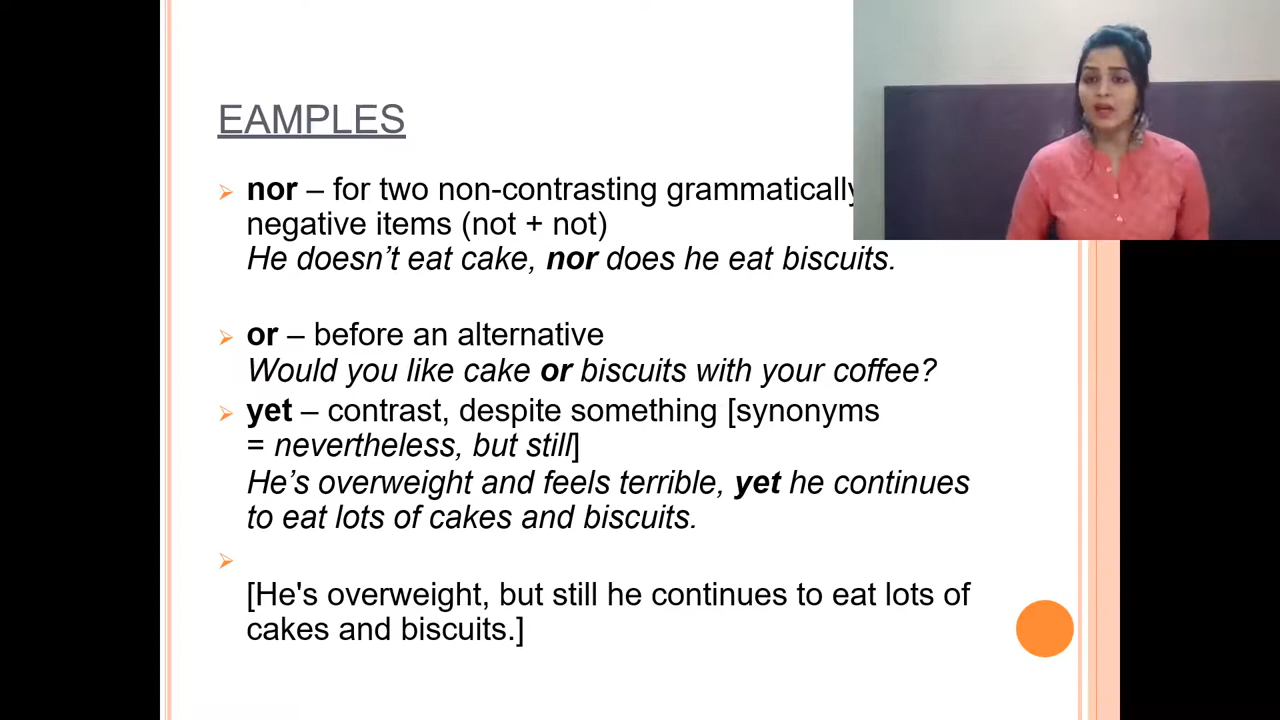 EAMPLES
nor – for two non-contrasting grammatically
negative items (not + not)
He doesn’t eat cake, nor does he eat biscuits.
or – before an alternative
Would you like cake or biscuits with your coffee?
yet – contrast, despite something [synonyms
= nevertheless, but still]
He’s overweight and feels terrible, yet he continues
to eat lots of cakes and biscuits.
[He's overweight, but still he continues to eat lots of
cakes and biscuits.]